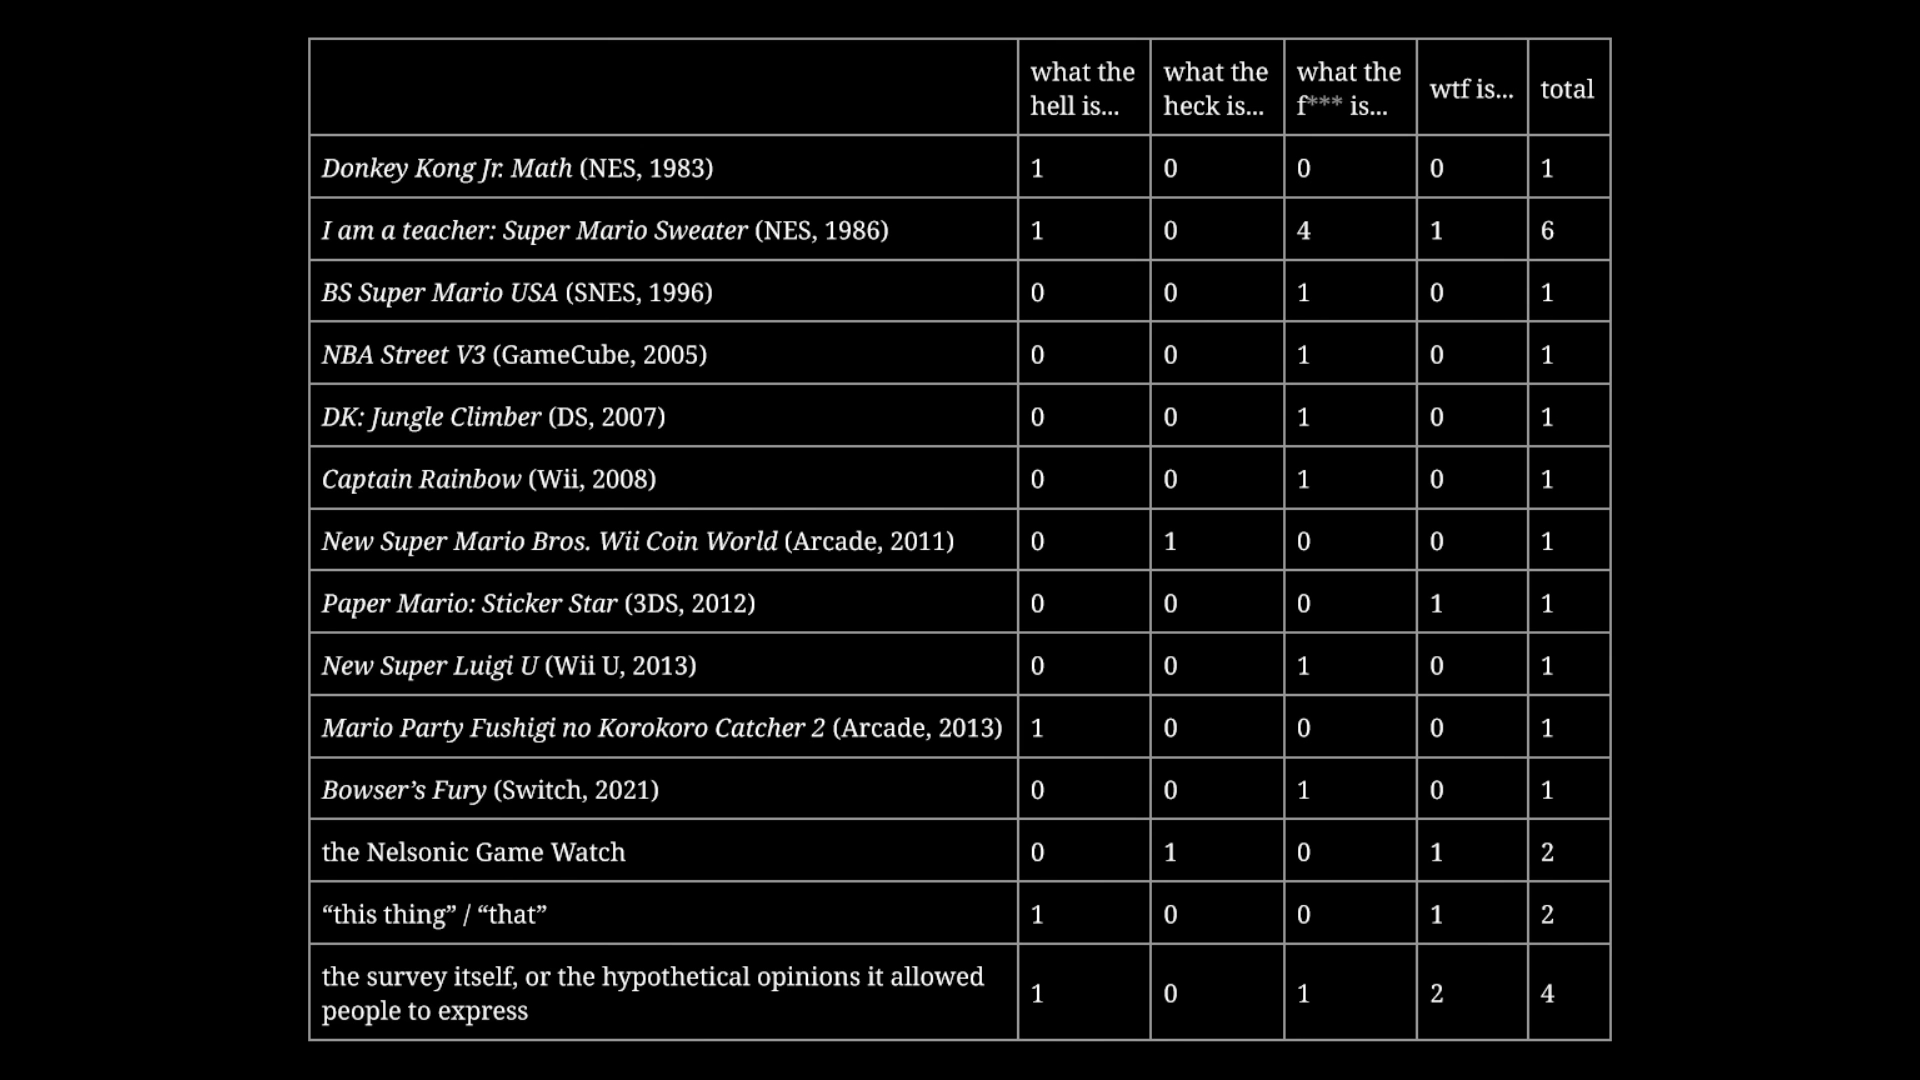 what the hell is... what the heck is... what the f*** is... wtf is... total
Donkey Kong Jr. Math (NES, 1983) 1 0 0 0 1
I am a teacher: Super Mario Sweater (NES, 1986) 1 0 4 1 6
BS Super Mario USA (SNES, 1996) 0 0 1 0 1
NBA Street V3 (GameCube, 2005) 0 0 1 0 1
DK: Jungle Climber (DS, 2007) 0 0 1 0 1
Captain Rainbow (Wii, 2008) 0 0 1 0 1
New Super Mario Bros. Wii Coin World (Arcade, 2011) 0 1 0 0 1
Paper Mario: Sticker Star (3DS, 2012) 0 0 0 1 1
New Super Luigi U (Wii U, 2013) 0 0 1 0 1
Mario Party Fushigi no Korokoro Catcher 2 (Arcade, 2013) 1 0 0 0 1
Bowser’s Fury (Switch, 2021) 0 0 1 0 1
the Nelsonic Game Watch 0 1 0 1 2
“this thing” / “that” 1 0 0 1 2
the survey itself, or the hypothetical opinions it allowed
people to express 1 0 1 2 4